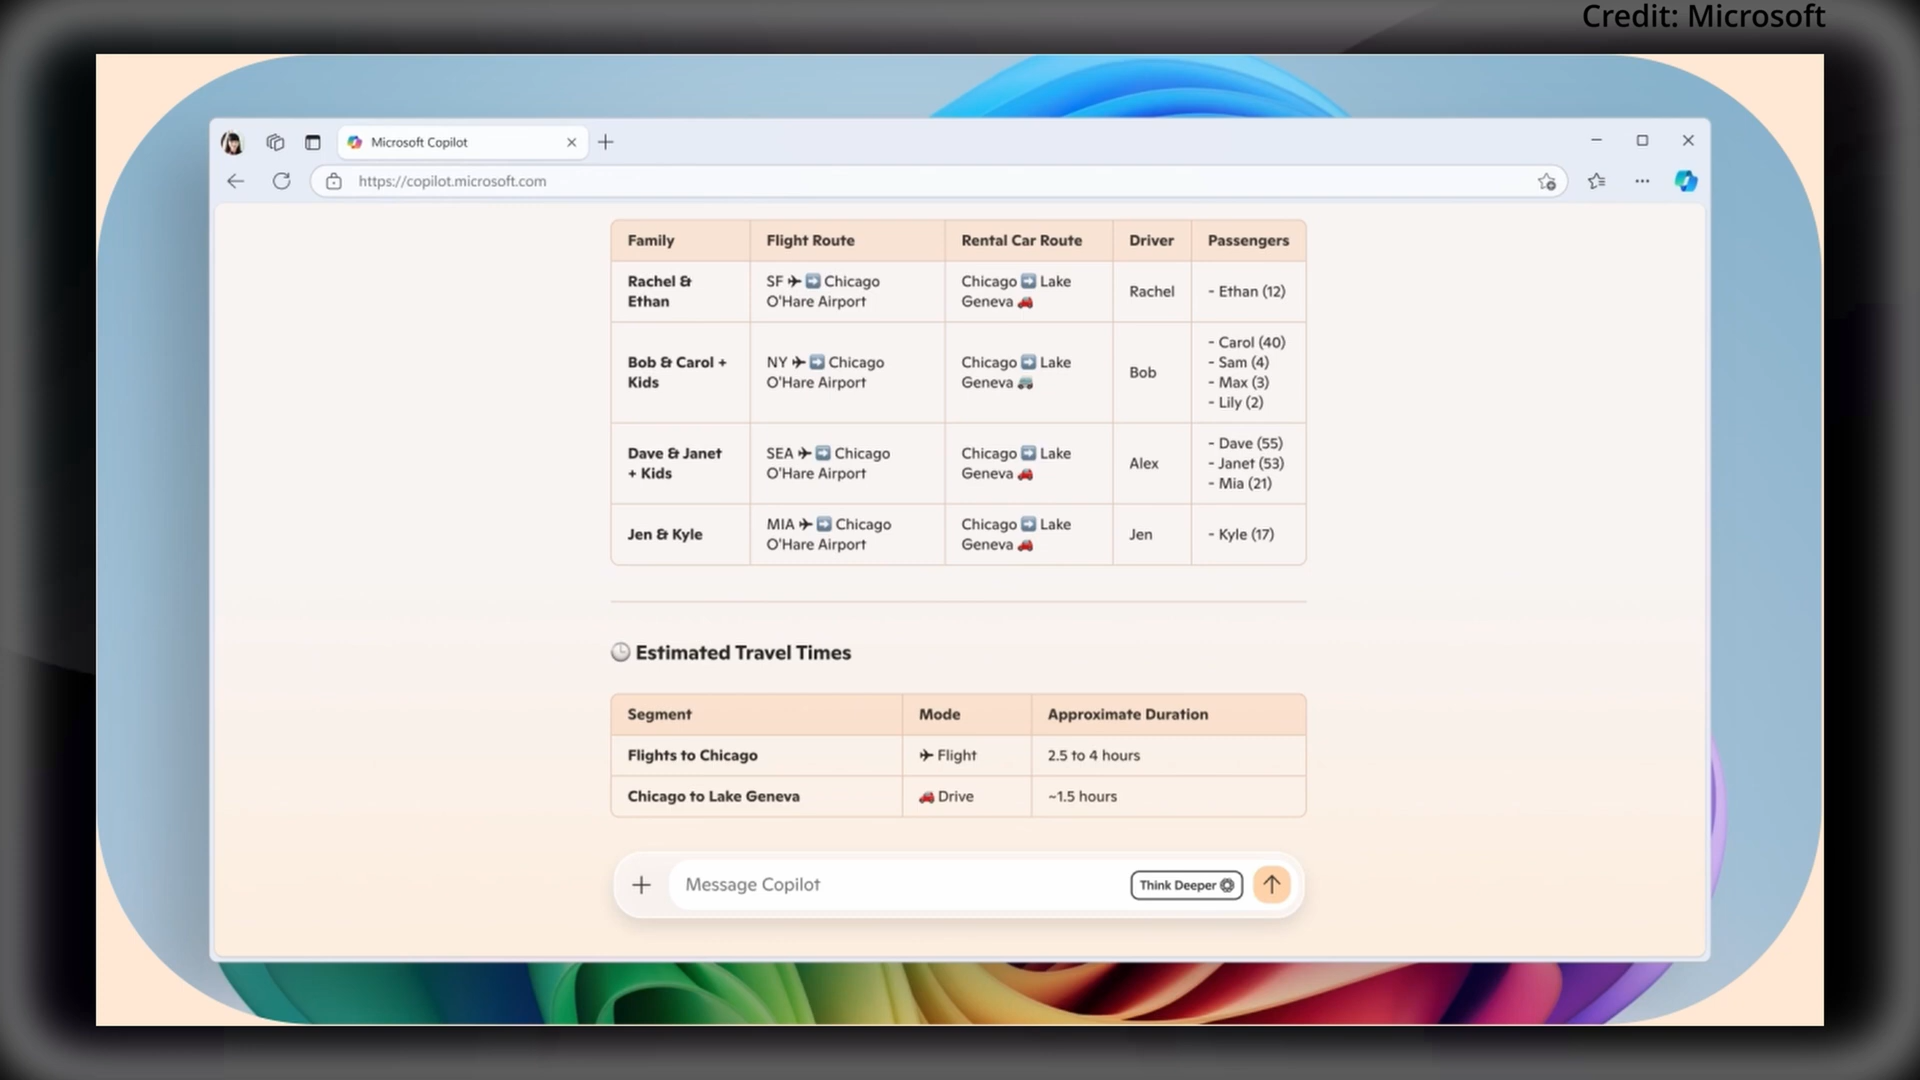 Credit: Microsoft
Microsoft Copilot
https://copilot.microsoft.com
Family Flight Route Rental Car Route Driver Passengers
Rachel &
Ethan
SF ✈ ➡ Chicago
O'Hare Airport
Chicago ➡ Lake
Geneva 🚗
Rachel
- Ethan (12)
Bob & Carol +
Kids
NY ✈ ➡ Chicago
O'Hare Airport
Chicago ➡ Lake
Geneva 🚙
Bob
- Carol (40)
- Sam (4)
- Max (3)
- Lily (2)
Dave & Janet
+ Kids
SEA ✈ ➡ Chicago
O'Hare Airport
Chicago ➡ Lake
Geneva 🚗
Alex
- Dave (55)
- Janet (53)
- Mia (21)
Jen & Kyle
MIA ✈ ➡ Chicago
O'Hare Airport
Chicago ➡ Lake
Geneva 🚗
Jen
- Kyle (17)
🕒 Estimated Travel Times
Segment Mode Approximate Duration
Flights to Chicago ✈ Flight 2.5 to 4 hours
Chicago to Lake Geneva 🚗 Drive ~1.5 hours
Message Copilot
Think Deeper